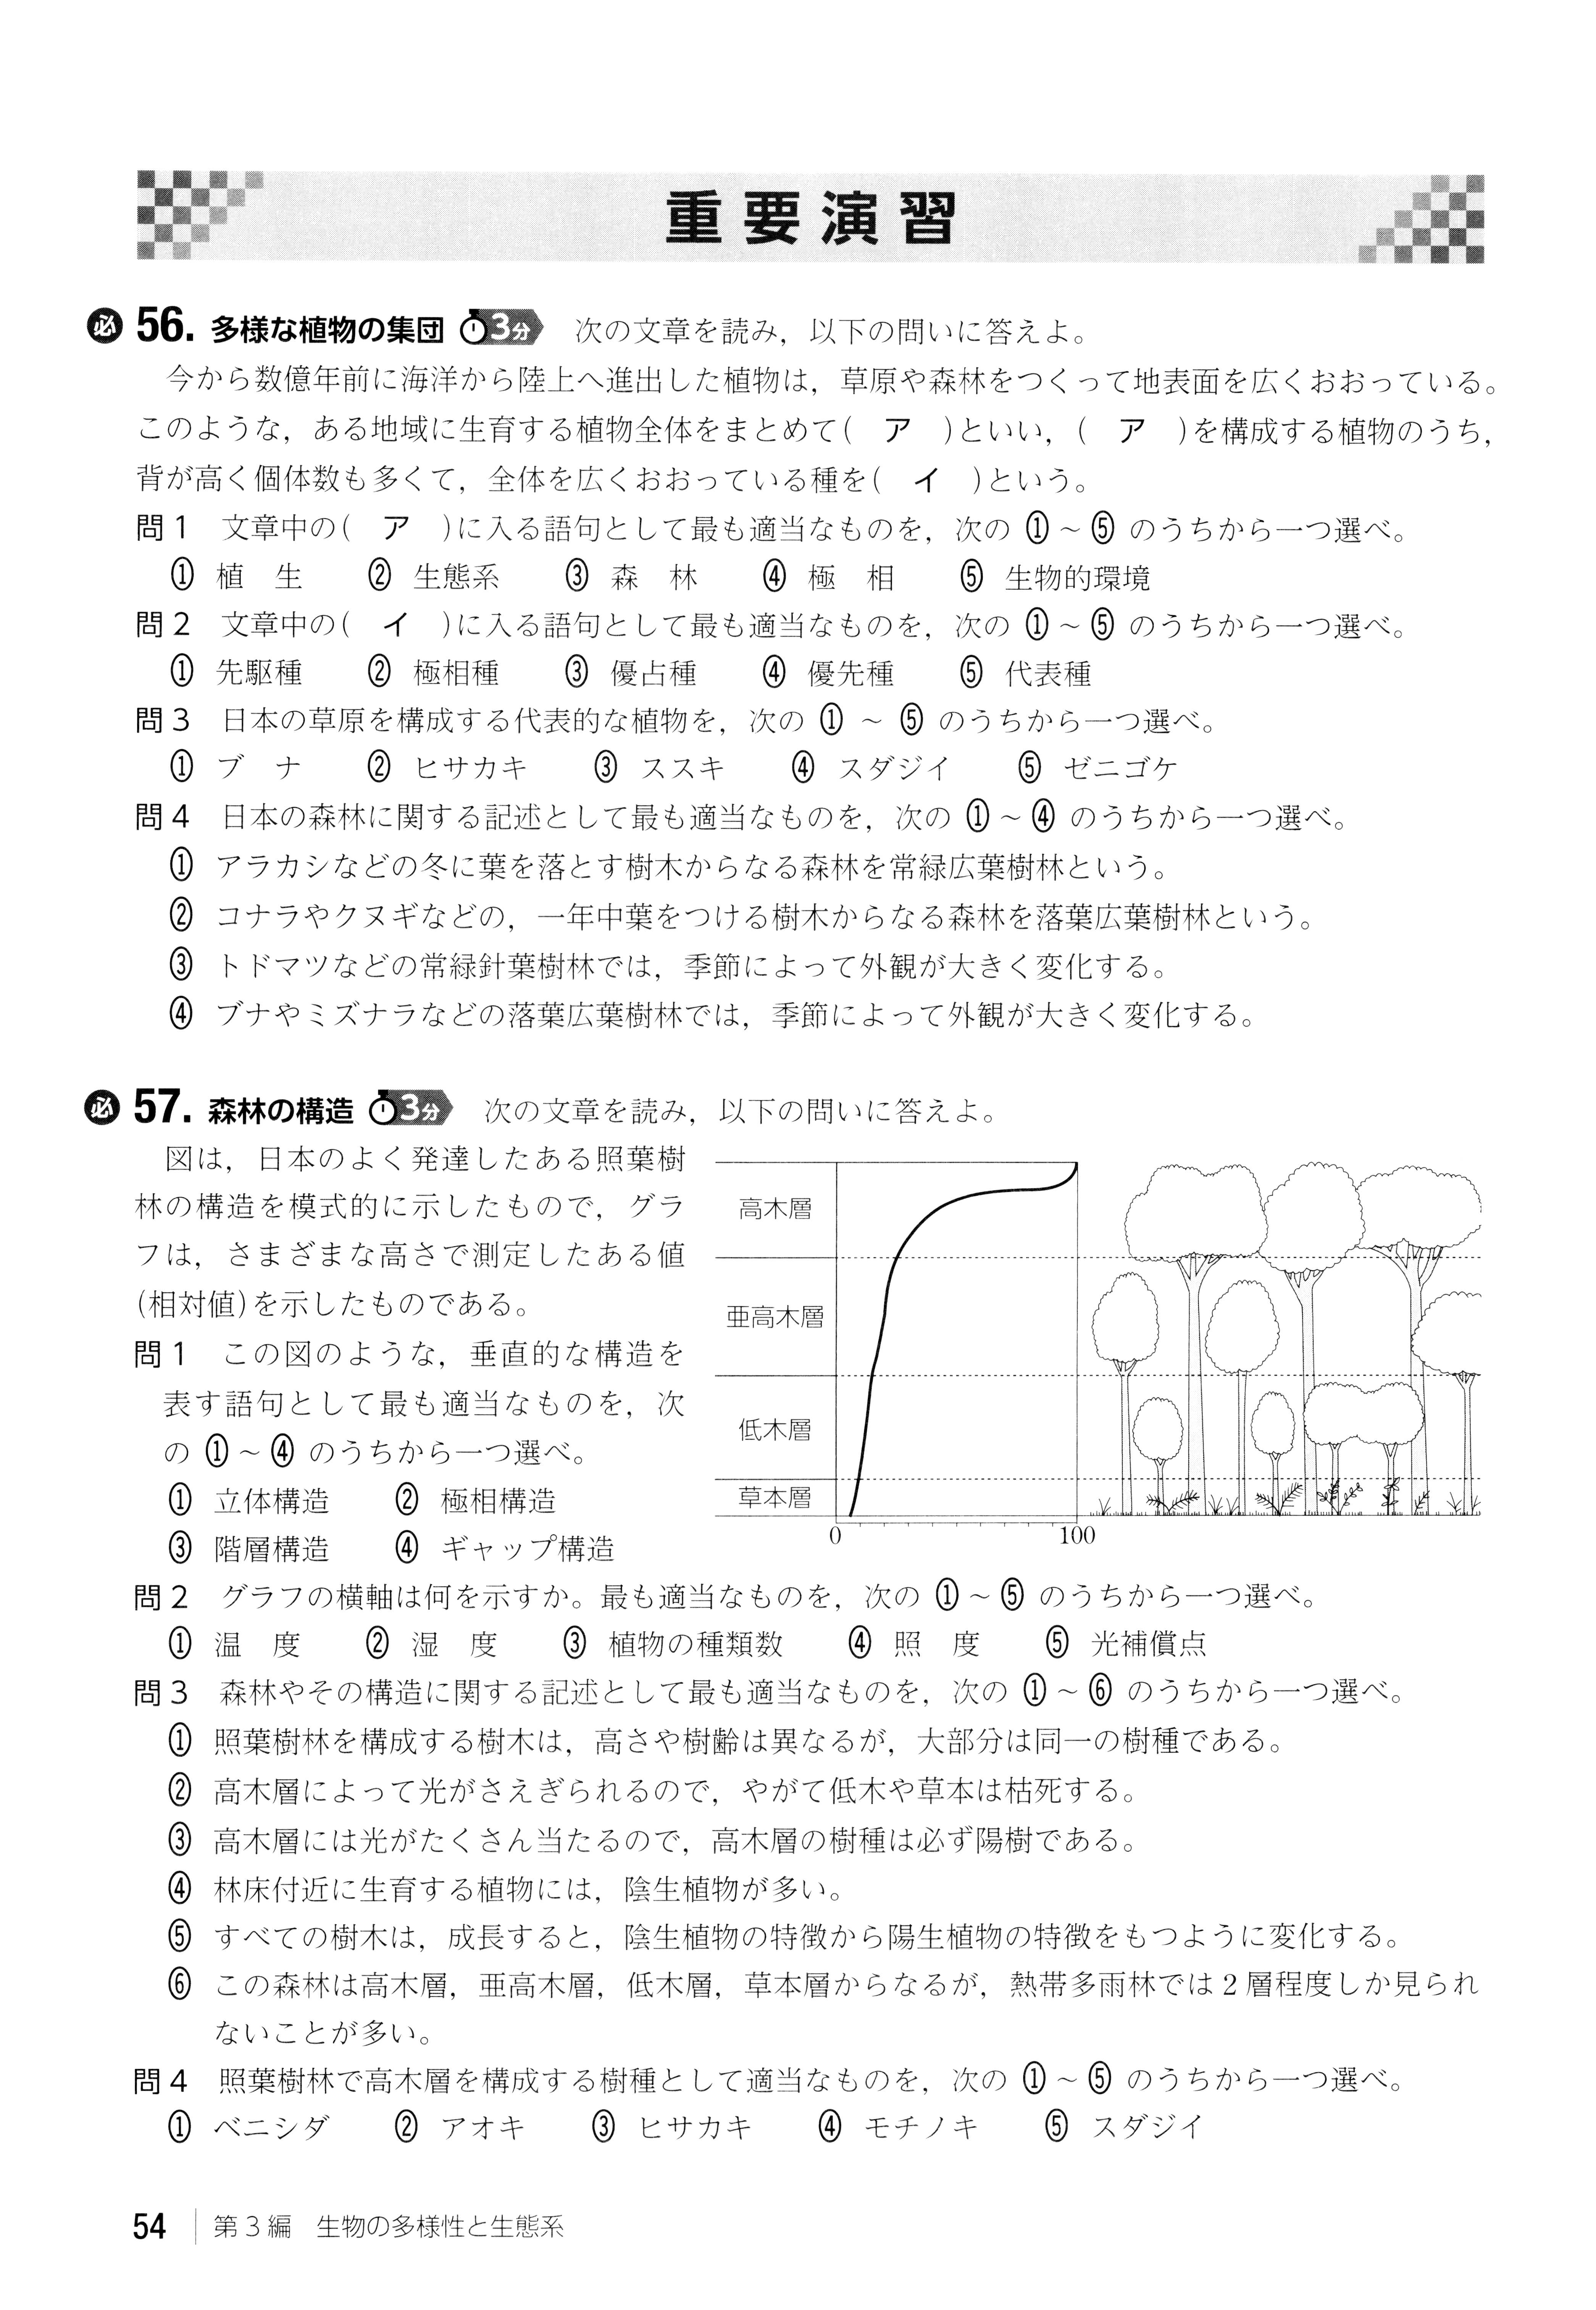 重要演習
必 56. 多様な植物の集団 3分 次の文章を読み，以下の問いに答えよ。
今から数億年前に海洋から陸上へ進出した植物は，草原や森林をつくって地表面を広くおおっている。
このような，ある地域に生育する植物全体をまとめて( ア )といい，( ア )を構成する植物のうち，
背が高く個体数も多くて，全体を広くおおっている種を( イ )という。
問1 文章中の( ア )に入る語句として最も適当なものを，次の ①～⑤ のうちから一つ選べ。
① 植 生 ② 生態系 ③ 森 林 ④ 極 相 ⑤ 生物的環境
問2 文章中の( イ )に入る語句として最も適当なものを，次の ①～⑤ のうちから一つ選べ。
① 先駆種 ② 極相種 ③ 優占種 ④ 優先種 ⑤ 代表種
問3 日本の草原を構成する代表的な植物を，次の ① ～ ⑤ のうちから一つ選べ。
① ブ ナ ② ヒサカキ ③ ススキ ④ スダジイ ⑤ ゼニゴケ
問4 日本の森林に関する記述として最も適当なものを，次の ①～④ のうちから一つ選べ。
① アラカシなどの冬に葉を落とす樹木からなる森林を常緑広葉樹林という。
② コナラやクヌギなどの，一年中葉をつける樹木からなる森林を落葉広葉樹林という。
③ トドマツなどの常緑針葉樹林では，季節によって外観が大きく変化する。
④ ブナやミズナラなどの落葉広葉樹林では，季節によって外観が大きく変化する。
必 57. 森林の構造 3分 次の文章を読み，以下の問いに答えよ。
図は，日本のよく発達したある照葉樹
林の構造を模式的に示したもので，グラ
フは，さまざまな高さで測定したある値
(相対値)を示したものである。
問1 この図のような，垂直的な構造を
表す語句として最も適当なものを，次
の ①～④ のうちから一つ選べ。
① 立体構造 ② 極相構造
③ 階層構造 ④ ギャップ構造
高木層
亜高木層
低木層
草本層
0 100
問2 グラフの横軸は何を示すか。最も適当なものを，次の ①～⑤ のうちから一つ選べ。
① 温 度 ② 湿 度 ③ 植物の種類数 ④ 照 度 ⑤ 光補償点
問3 森林やその構造に関する記述として最も適当なものを，次の ①～⑥ のうちから一つ選べ。
① 照葉樹林を構成する樹木は，高さや樹齢は異なるが，大部分は同一の樹種である。
② 高木層によって光がさえぎられるので，やがて低木や草本は枯死する。
③ 高木層には光がたくさん当たるので，高木層の樹種は必ず陽樹である。
④ 林床付近に生育する植物には，陰生植物が多い。
⑤ すべての樹木は，成長すると，陰生植物の特徴から陽生植物の特徴をもつように変化する。
⑥ この森林は高木層，亜高木層，低木層，草本層からなるが，熱帯多雨林では2層程度しか見られ
ないことが多い。
問4 照葉樹林で高木層を構成する樹種として適当なものを，次の ①～⑤ のうちから一つ選べ。
① ベニシダ ② アオキ ③ ヒサカキ ④ モチノキ ⑤ スダジイ
54 第3編 生物の多様性と生態系